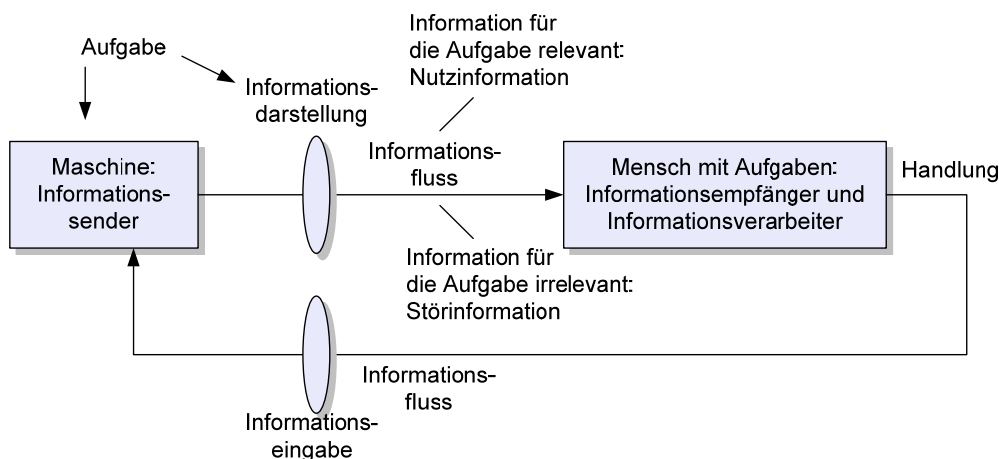 Aufgabe
Information für
die Aufgabe relevant:
Nutzinformation
Informations-
darstellung
Maschine:
Informations-
sender
Informations-
fluss
Mensch mit Aufgaben:
Informationsempfänger und
Informationsverarbeiter
Handlung
Information für
die Aufgabe irrelevant:
Störinformation
Informations-
fluss
Informations-
eingabe